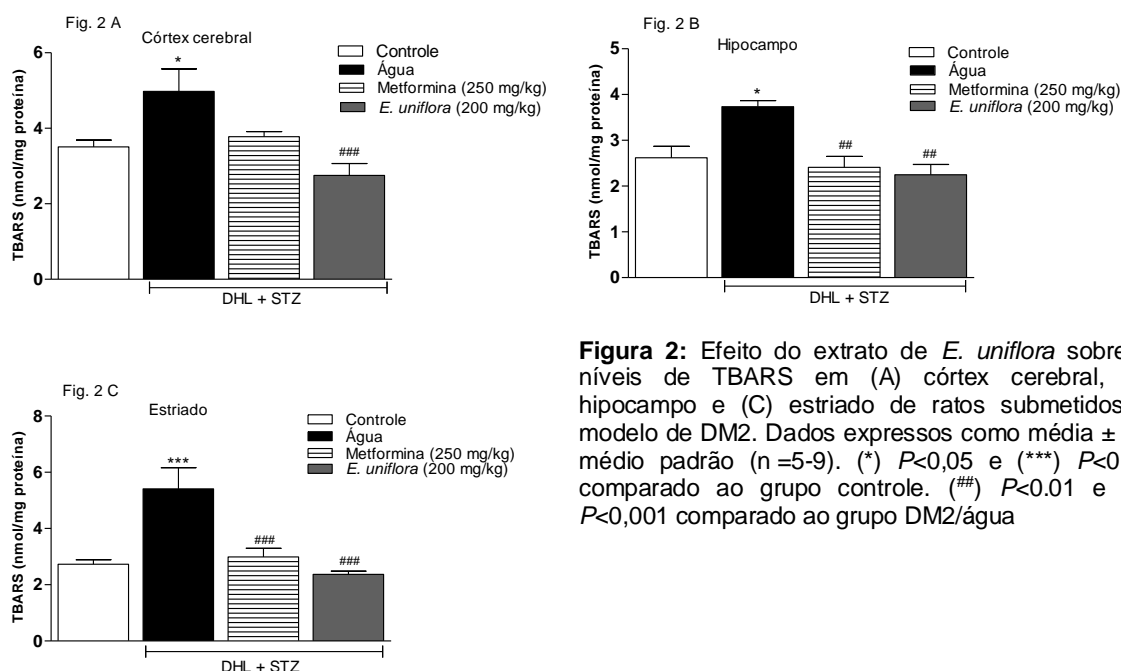 Fig. 2 A
Córtex cerebral
TBARS (nmol/mg proteína)
6
4
2
0
*
###
Controle
Água
Metformina (250 mg/kg)
E. uniflora (200 mg/kg)
DHL + STZ
Fig. 2 B
Hipocampo
TBARS (nmol/mg proteína)
5
4
3
2
1
0
*
##
##
Controle
Água
Metformina (250 mg/kg)
E. uniflora (200 mg/kg)
DHL + STZ
Fig. 2 C
Estriado
TBARS (nmol/mg proteína)
8
6
4
2
0
***
###
###
Controle
Água
Metformina (250 mg/kg)
E. uniflora (200 mg/kg)
DHL + STZ
Figura 2: Efeito do extrato de E. uniflora sobre
níveis de TBARS em (A) córtex cerebral,
hipocampo e (C) estriado de ratos submetidos
modelo de DM2. Dados expressos como média ±
médio padrão (n =5-9). (*) P<0,05 e (***) P<0
comparado ao grupo controle. (##) P<0.01 e
P<0,001 comparado ao grupo DM2/água